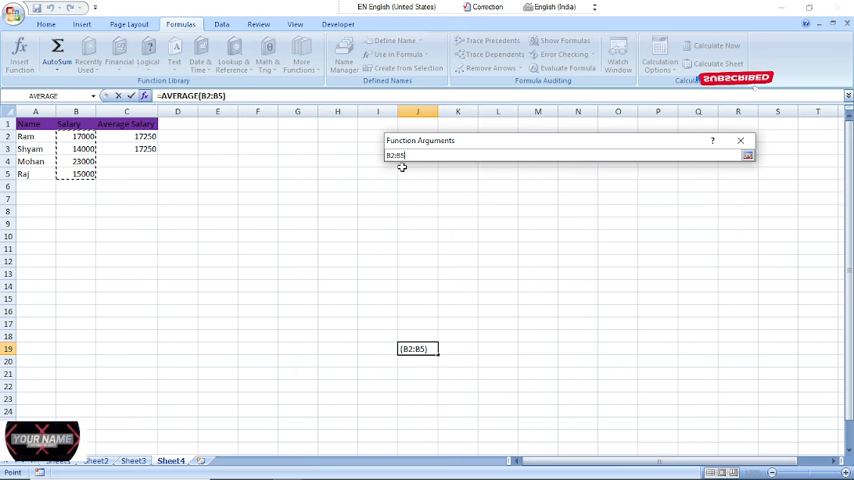 EN English (United States) Correction English (India)
Home Insert Page Layout Formulas Data Review View Developer
Insert Function
AutoSum
Recently Used
Financial
Logical
Text
Date & Time
Lookup & Reference
Math & Trig
More Functions
Function Library
Name Manager
Define Name
Use in Formula
Create from Selection
Defined Names
Trace Precedents
Trace Dependents
Remove Arrows
Show Formulas
Error Checking
Evaluate Formula
Formula Auditing
Watch Window
Calculation Options
Calculate Now
Calculate Sheet
SUBSCRIBED
AVERAGE fx =AVERAGE(B2:B5)
A B C D E F G H I J K L M N O P Q R S T
1 Name Salary Average Salary
2 Ram 17000 17250
3 Shyam 14000 17250
4 Mohan 23000
5 Raj 15000
Function Arguments ?
B2:B5
6
7
8
9
10
11
12
13
14
15
16
17
18
19 (B2:B5)
20
21
22
23
24
YOUR NAME
Sheet2 Sheet3 Sheet4
Point